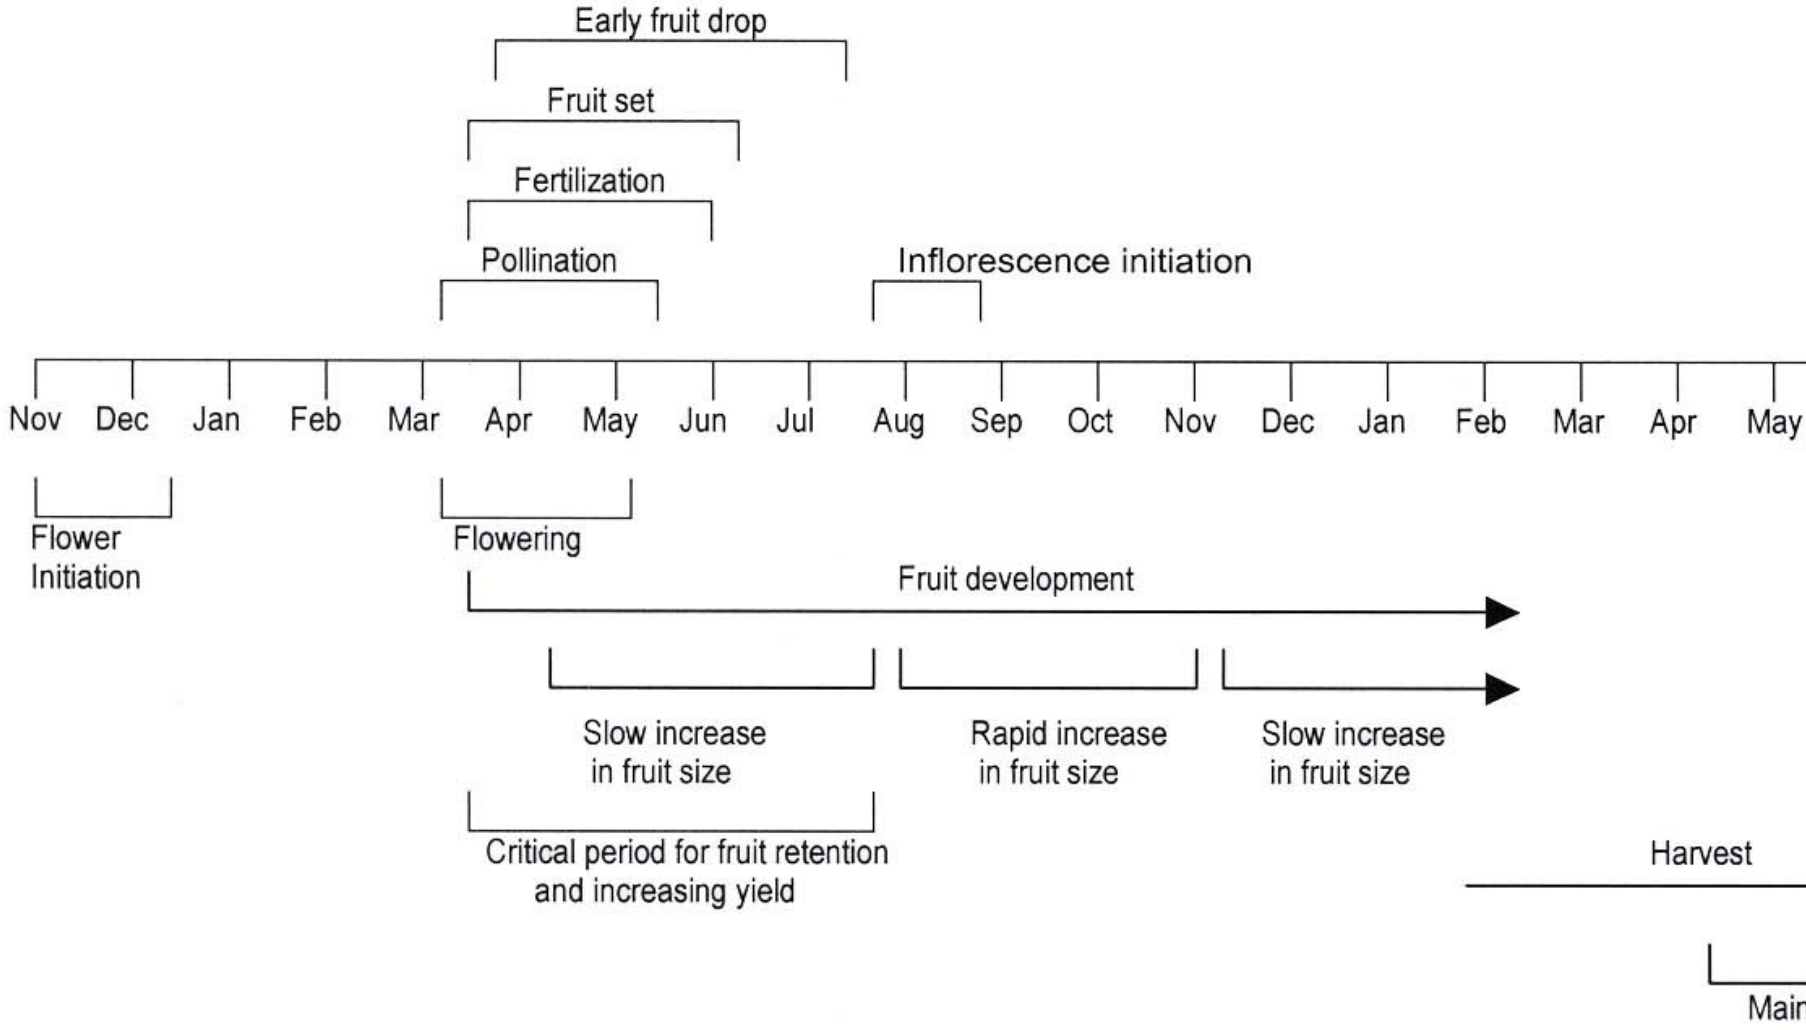 Early fruit drop
Fruit set
Fertilization
Pollination
Inflorescence initiation
Nov Dec Jan Feb Mar Apr May Jun Jul Aug Sep Oct Nov Dec Jan Feb Mar Apr May
Flower
Initiation
Flowering
Fruit development
Slow increase
in fruit size
Rapid increase
in fruit size
Slow increase
in fruit size
Critical period for fruit retention
and increasing yield
Harvest
Main